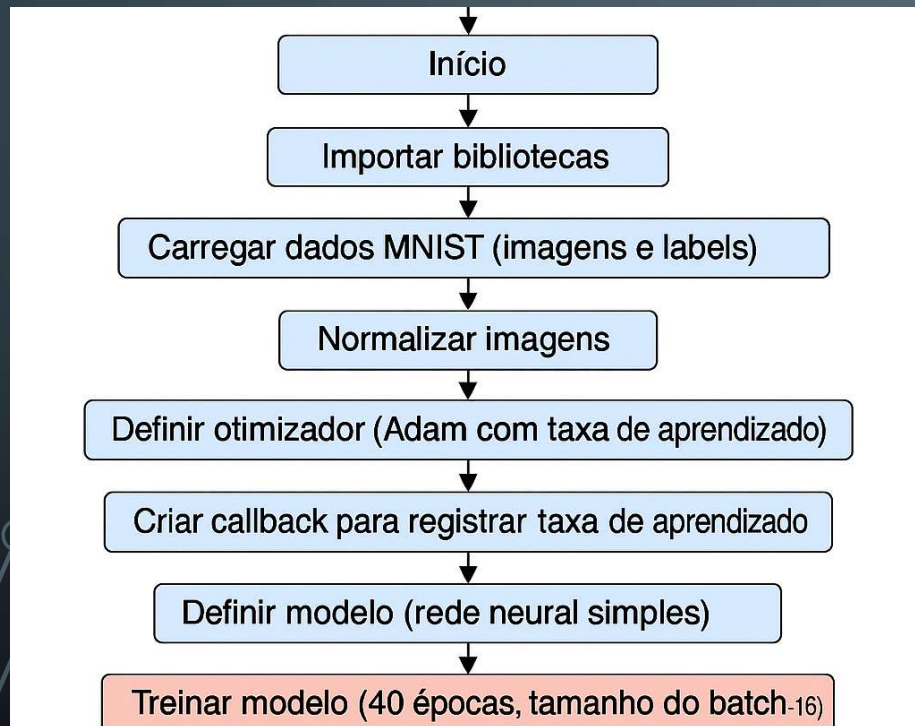 Início
Importar bibliotecas
Carregar dados MNIST (imagens e labels)
Normalizar imagens
Definir otimizador (Adam com taxa de aprendizado)
Criar callback para registrar taxa de aprendizado
Definir modelo (rede neural simples)
Treinar modelo (40 épocas, tamanho do batch-16)